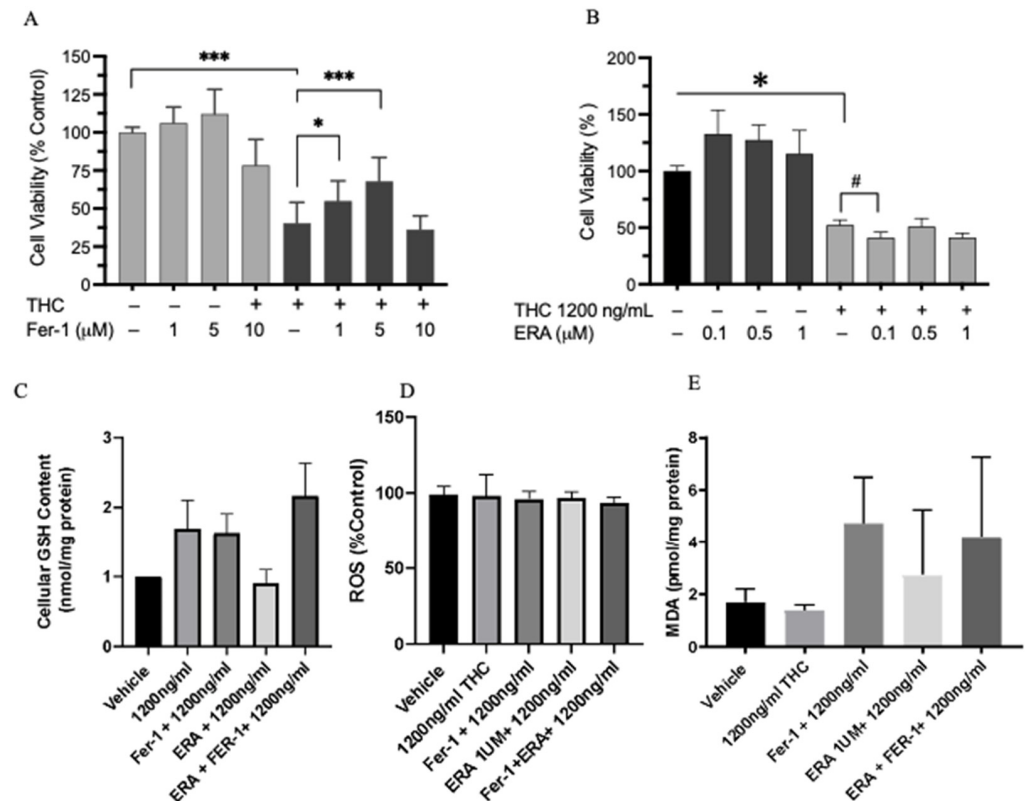 A
Cell Viability (% Control)
150
125
100
75
50
25
0
***
***
*
THC – – – + + + + +
Fer-1 (μM) – 1 5 10 – 1 5 10
B
Cell Viability (% )
200
150
100
50
0
*
#
THC 1200 ng/mL – – – – + + + +
ERA (μM) – 0.1 0.5 1 – 0.1 0.5 1
C
Cellular GSH Content
(nmol/mg protein)
3
2
1
0
Vehicle
1200ng/ml
Fer-1 + 1200ng/ml
ERA + 1200ng/ml
ERA + FER-1+ 1200ng/ml
D
ROS (%Control)
150
100
50
0
Vehicle
1200ng/ml THC
Fer-1 + 1200ng/ml
ERA 1UM+ 1200ng/ml
Fer-1+ERA+ 1200ng/ml
E
MDA (pmol/mg protein)
8
6
4
2
0
Vehicle
1200ng/ml THC
Fer-1 + 1200ng/ml
ERA 1UM+ 1200ng/ml
ERA + FER-1+ 1200ng/ml